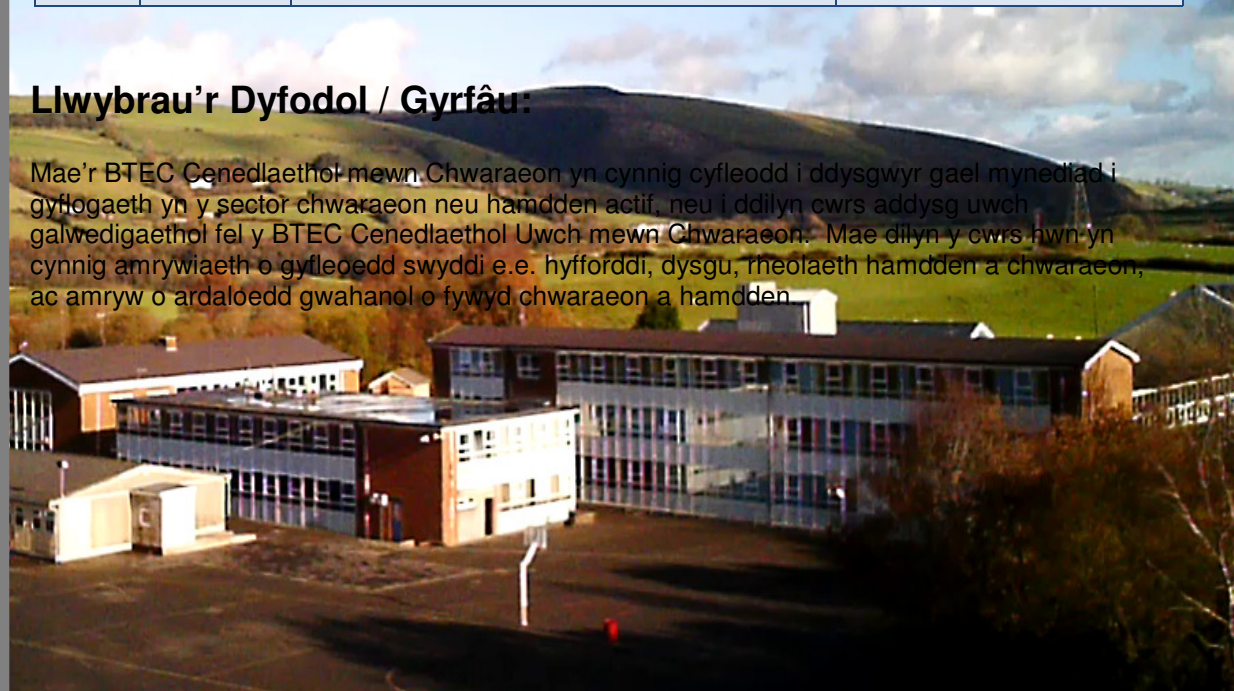 Llwybrau’r Dyfodol / Gyrfâu:
Mae’r BTEC Cenedlaethol mewn Chwaraeon yn cynnig cyfleodd i ddysgwyr gael mynediad i
gyflogaeth yn y sector chwaraeon neu hamdden actif, neu i ddilyn cwrs addysg uwch
galwedigaethol fel y BTEC Cenedlaethol Uwch mewn Chwaraeon.  Mae dilyn y cwrs hwn yn
cynnig amrywiaeth o gyfleoedd swyddi e.e. hyfforddi, dysgu, rheolaeth hamdden a chwaraeon,
ac amryw o ardaloedd gwahanol o fywyd chwaraeon a hamdden.